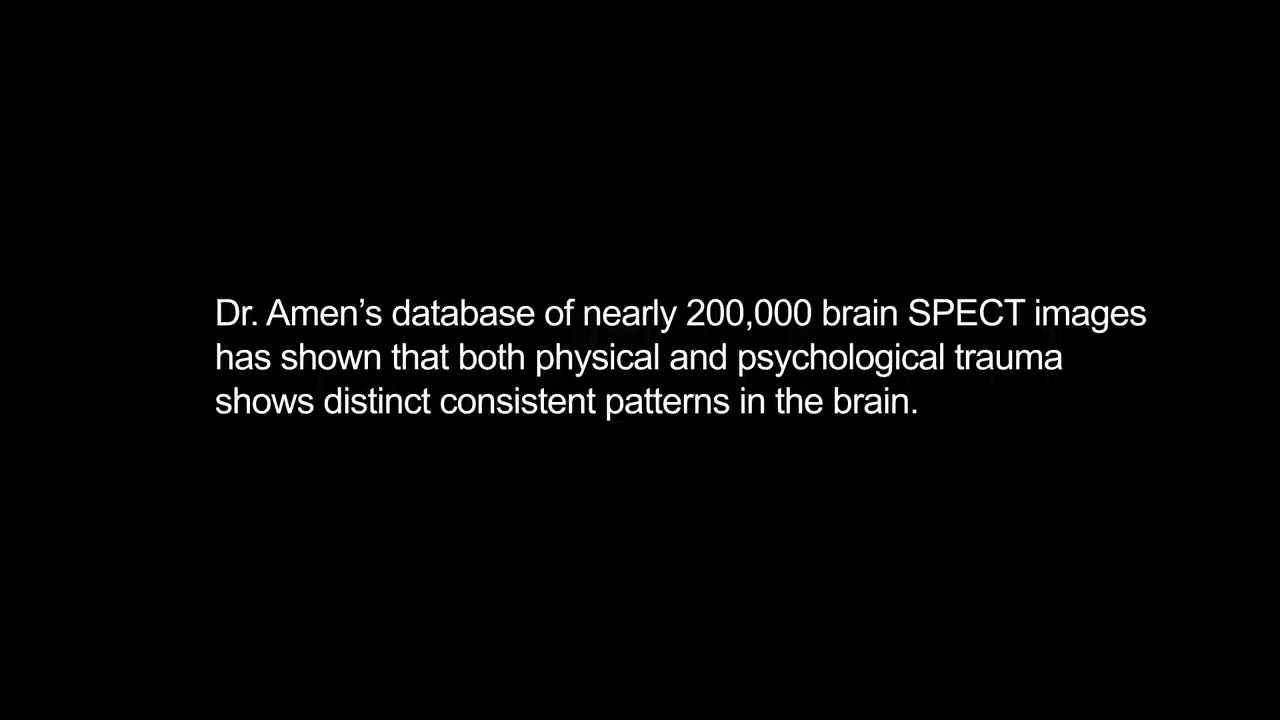 Dr. Amen’s database of nearly 200,000 brain SPECT images
has shown that both physical and psychological trauma
shows distinct consistent patterns in the brain.